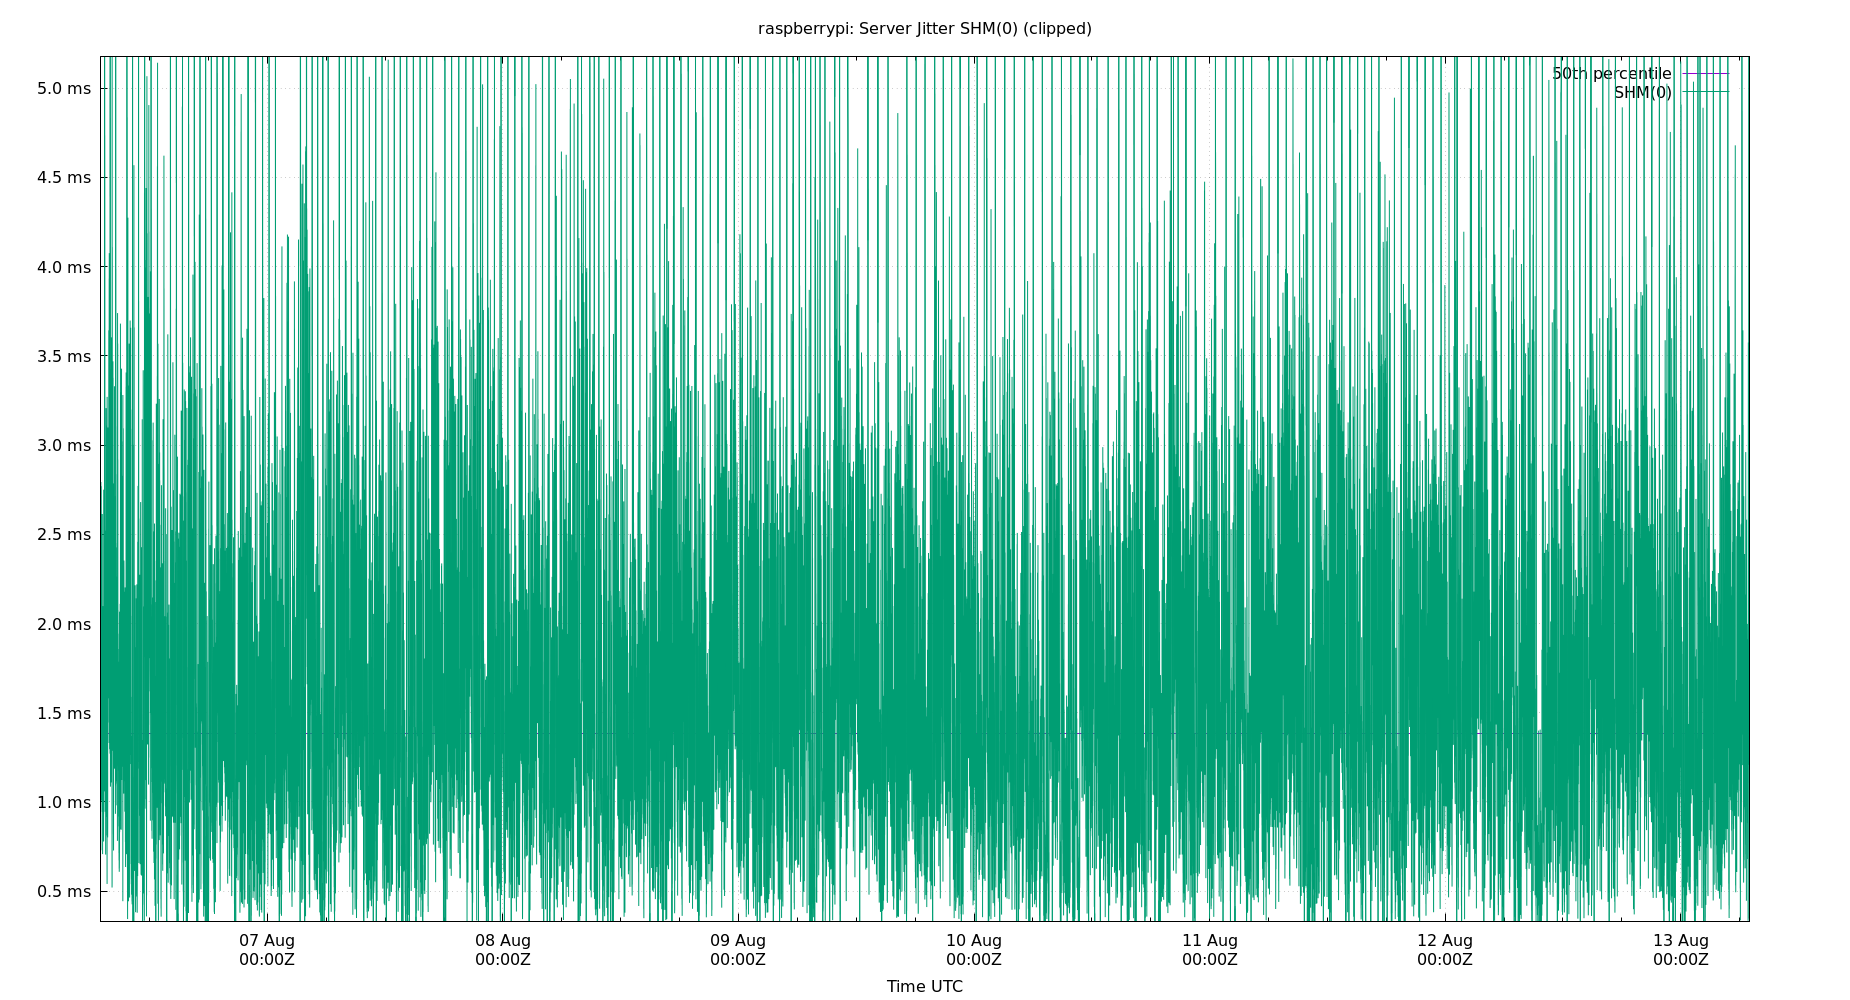 raspberrypi: Server Jitter SHM(0) (clipped)
50th percentile
SHM(0)
5.0 ms
4.5 ms
4.0 ms
3.5 ms
3.0 ms
2.5 ms
2.0 ms
1.5 ms
1.0 ms
0.5 ms
07 Aug 08 Aug 09 Aug 10 Aug 11 Aug 12 Aug 13 Aug
00:00Z 00:00Z 00:00Z 00:00Z 00:00Z 00:00Z 00:00Z
Time UTC